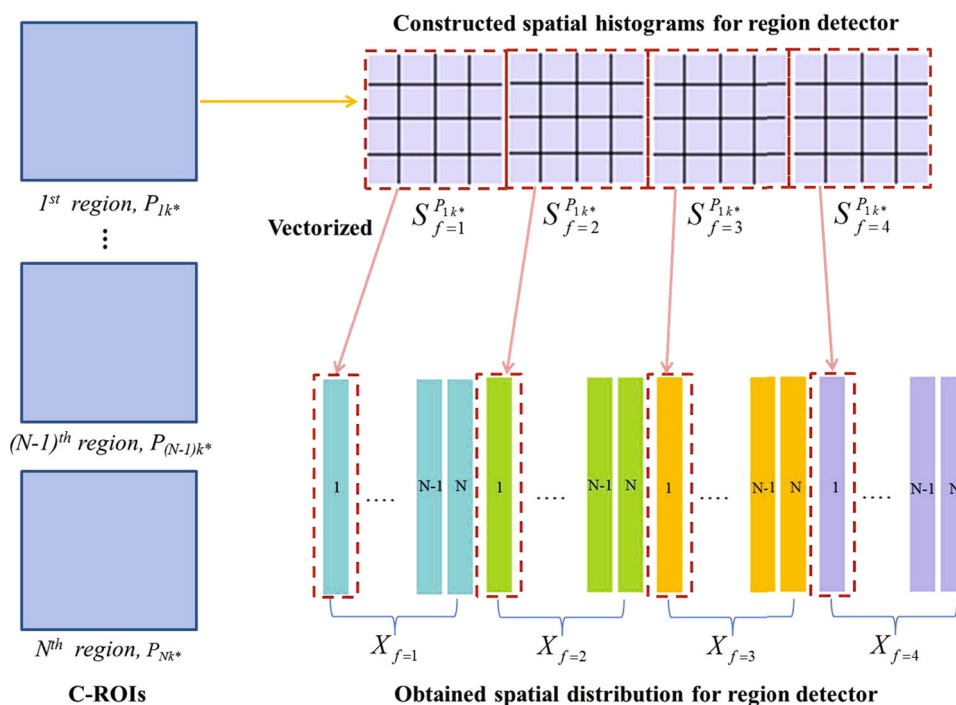 Constructed spatial histograms for region detector
1st region, P1k*
⋮
Vectorized
S^{P1k*}_{f=1}
S^{P1k*}_{f=2}
S^{P1k*}_{f=3}
S^{P1k*}_{f=4}
(N-1)th region, P(N-1)k*
1 .... N-1 N 1 .... N-1 N 1 .... N-1 N 1 .... N-1 N
Nth region, PNk*
X_{f=1}
X_{f=2}
X_{f=3}
X_{f=4}
C-ROIs
Obtained spatial distribution for region detector